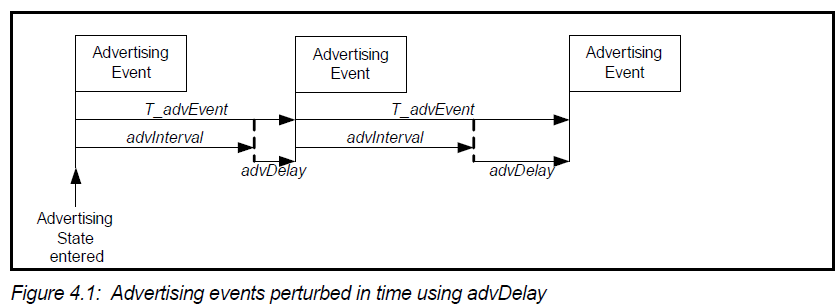 Advertising
Event
Advertising
Event
Advertising
Event
T_advEvent
T_advEvent
advInterval
advInterval
advDelay
advDelay
Advertising
State
entered
Figure 4.1: Advertising events perturbed in time using advDelay